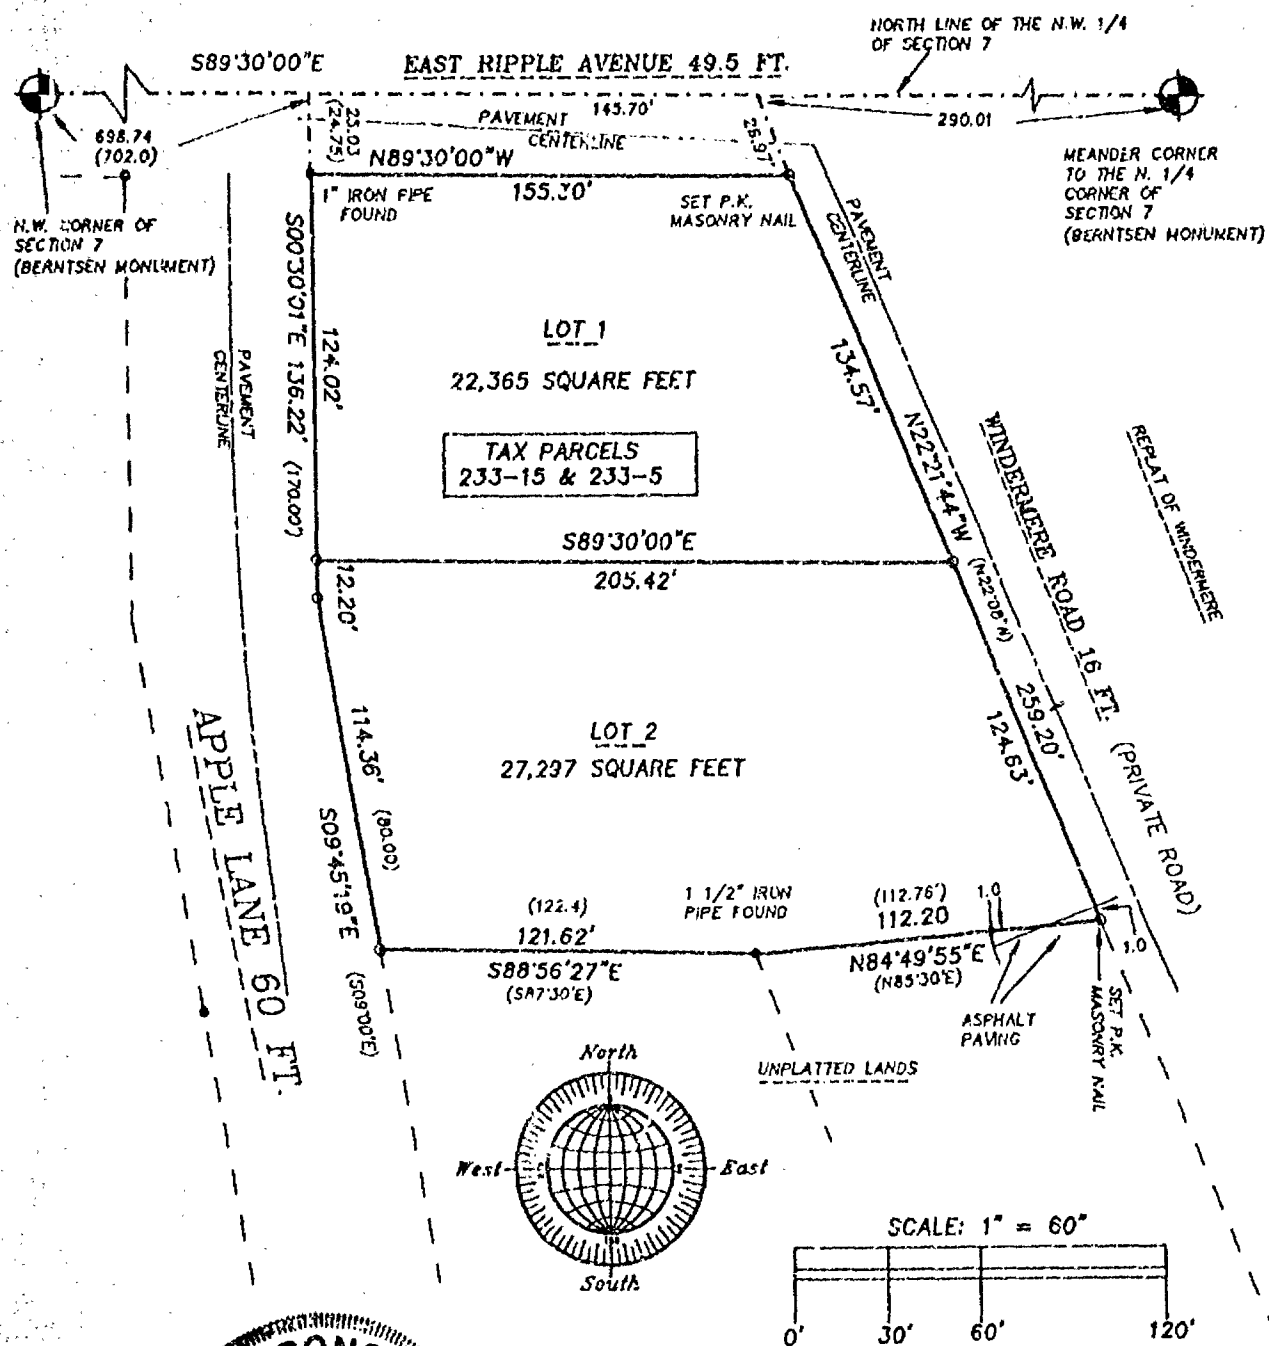 NORTH LINE OF THE N.W. 1/4
OF SECTION 7
S89°30'00"E
EAST RIPPLE AVENUE 49.5 FT.
698.74
(702.0)
25.03
(24.75)
PAVEMENT
CENTERLINE
145.70'
26.97'
290.01
N89°30'00"W
155.30'
1" IRON PIPE
FOUND
SET P.K.
MASONRY NAIL
MEANDER CORNER
TO THE N. 1/4
CORNER OF
SECTION 7
(BERNTSEN MONUMENT)
N.W. CORNER OF
SECTION 7
(BERNTSEN MONUMENT)
PAVEMENT
CENTERLINE
S00°30'01"E 136.22' (170.00')
124.02'
PAVEMENT
CENTERLINE
LOT 1
22,365 SQUARE FEET
TAX PARCELS
233-15 & 233-5
134.57'
N22°21'44"W
(N22°08'W)
259.20'
WINDERMERE ROAD 16 FT. (PRIVATE ROAD)
REPLAT OF WINDERMERE
S89°30'00"E
205.42'
12.20'
LOT 2
27,297 SQUARE FEET
114.36'
(80.00)
S09°45'19"E
(S09°00'E)
124.63'
APPLE LANE 60 FT.
(122.4)
121.62'
S88°56'27"E
(S87°30'E)
1 1/2" IRON
PIPE FOUND
(112.76')
112.20
1.0
N84°49'55"E
(N85°30'E)
1.0
ASPHALT
PAVING
SET P.K.
MASONRY NAIL
UNPLATTED LANDS
North
West
East
South
SCALE: 1" = 60"
0' 30' 60' 120'